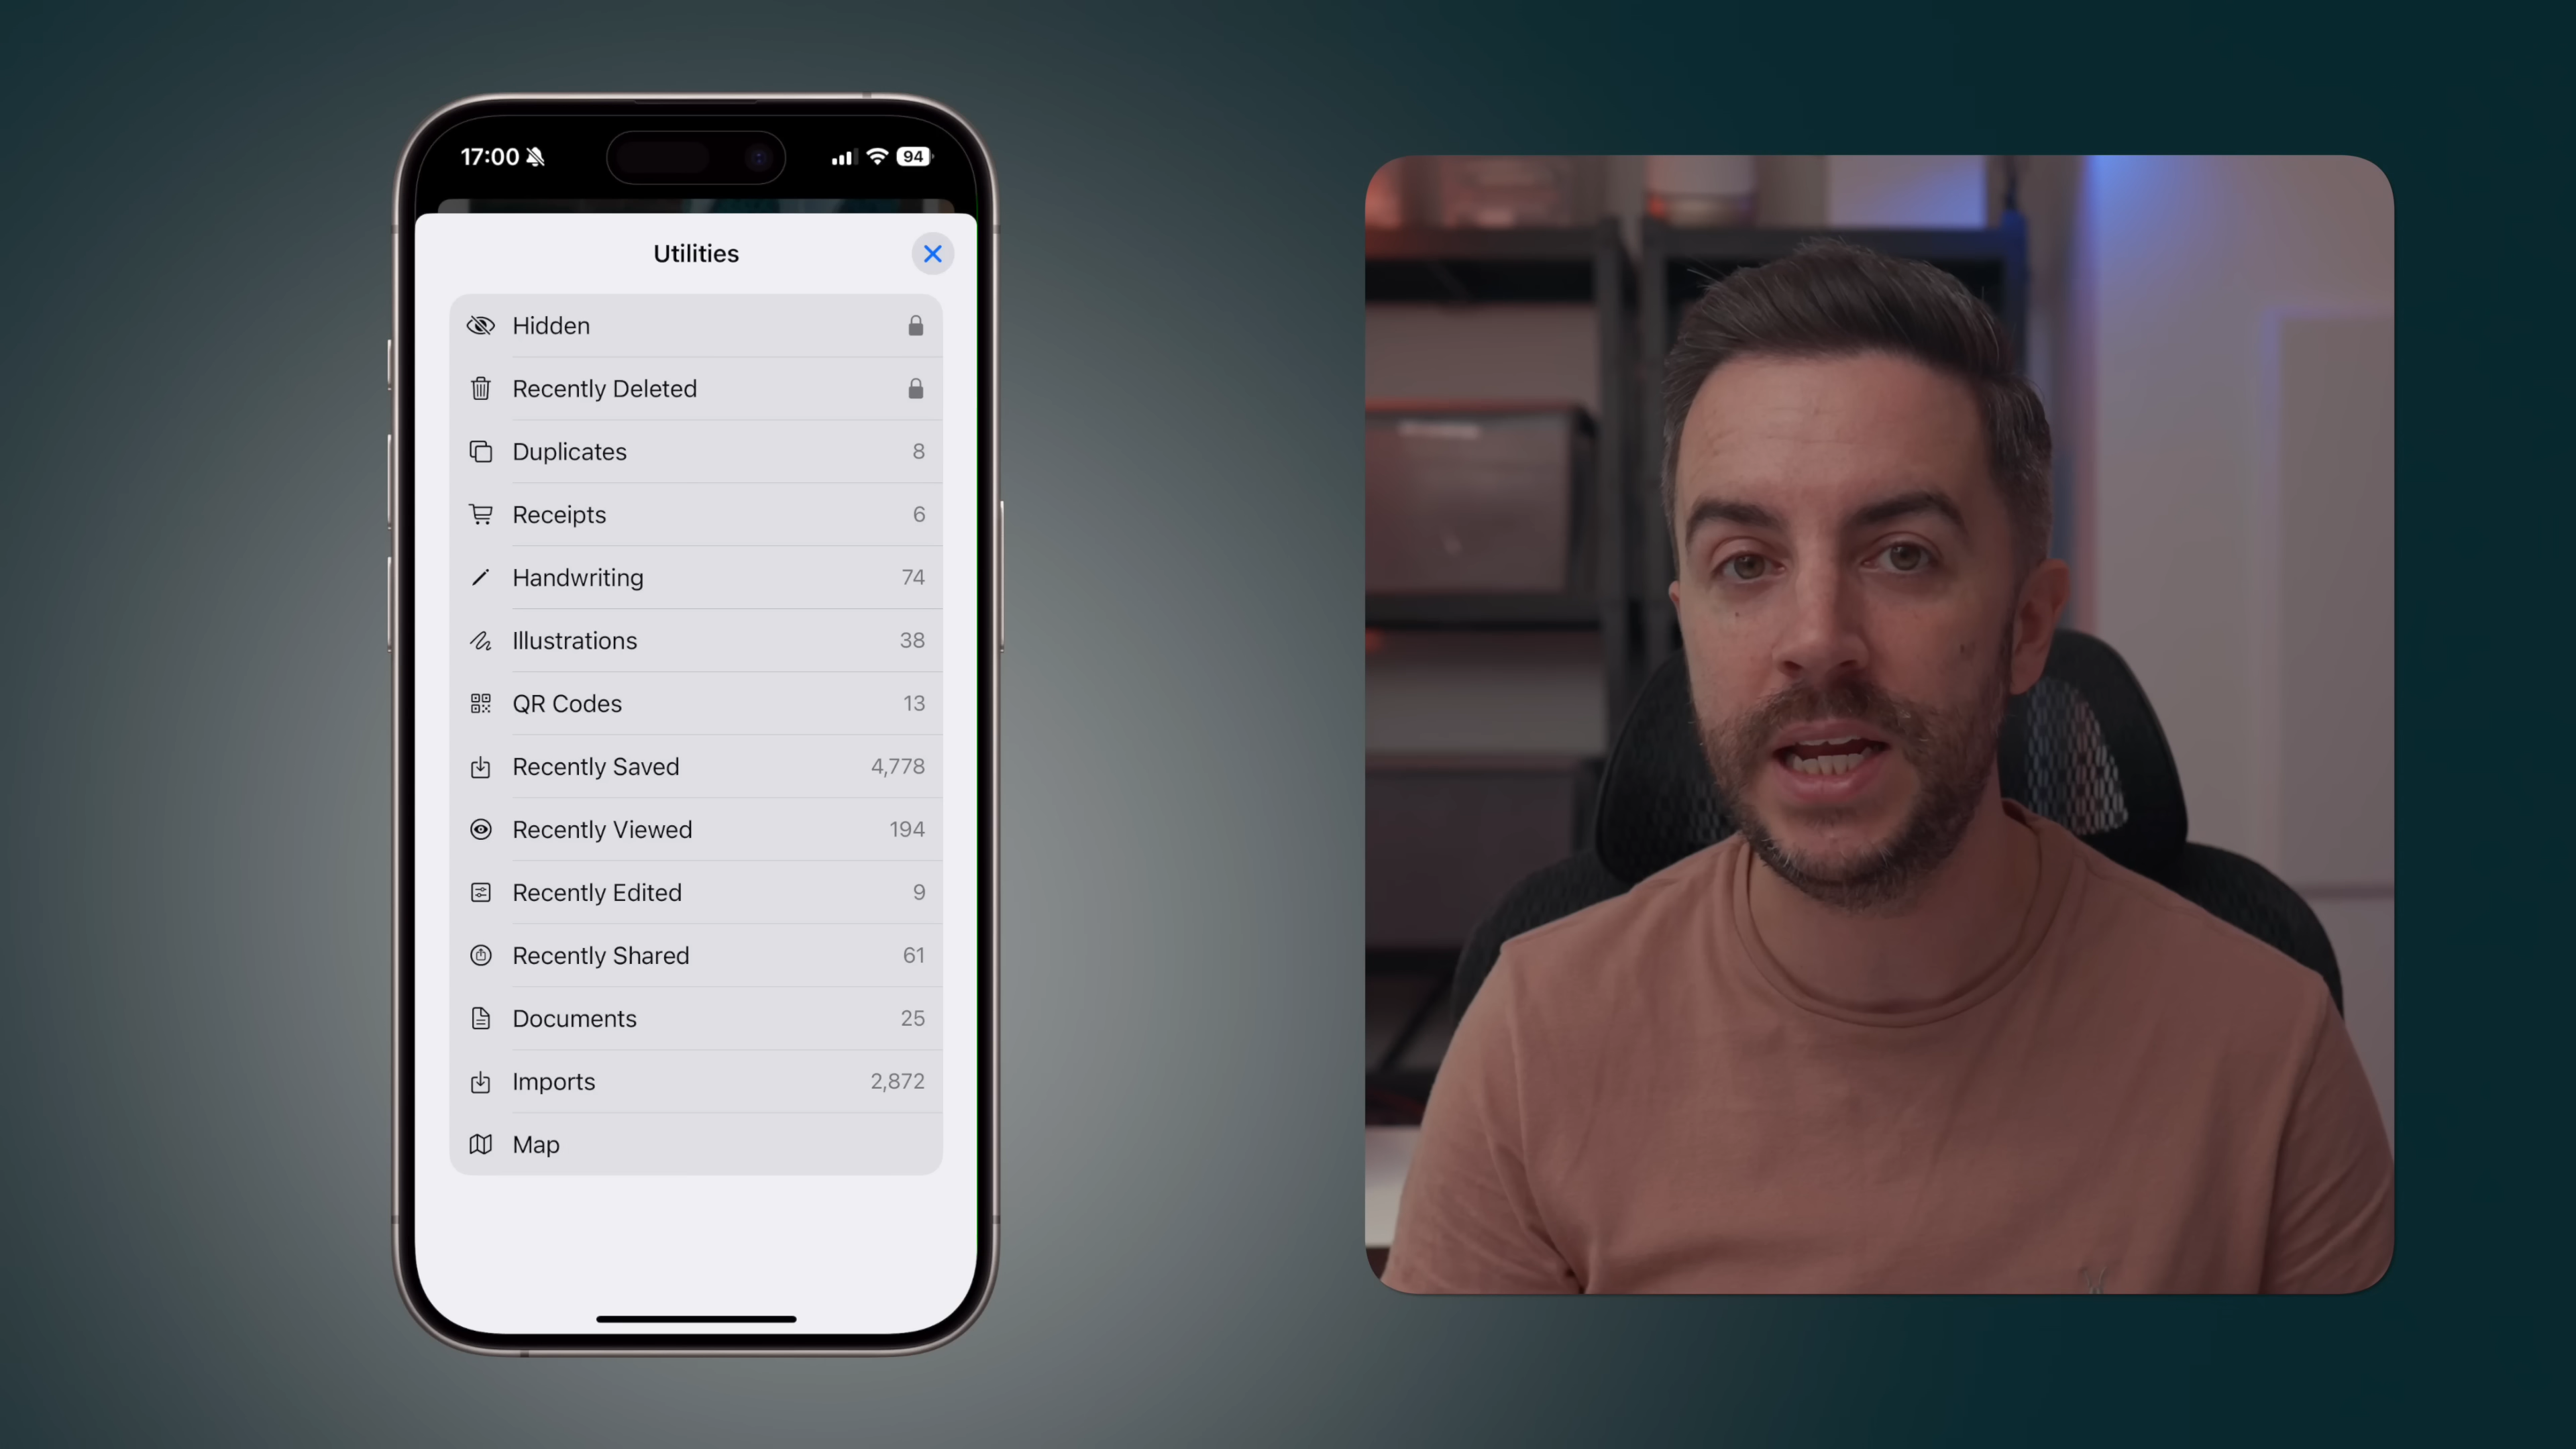 17:00
94
Utilities
Hidden
Recently Deleted
Duplicates 8
Receipts 6
Handwriting 74
Illustrations 38
QR Codes 13
Recently Saved 4,778
Recently Viewed 194
Recently Edited 9
Recently Shared 61
Documents 25
Imports 2,872
Map